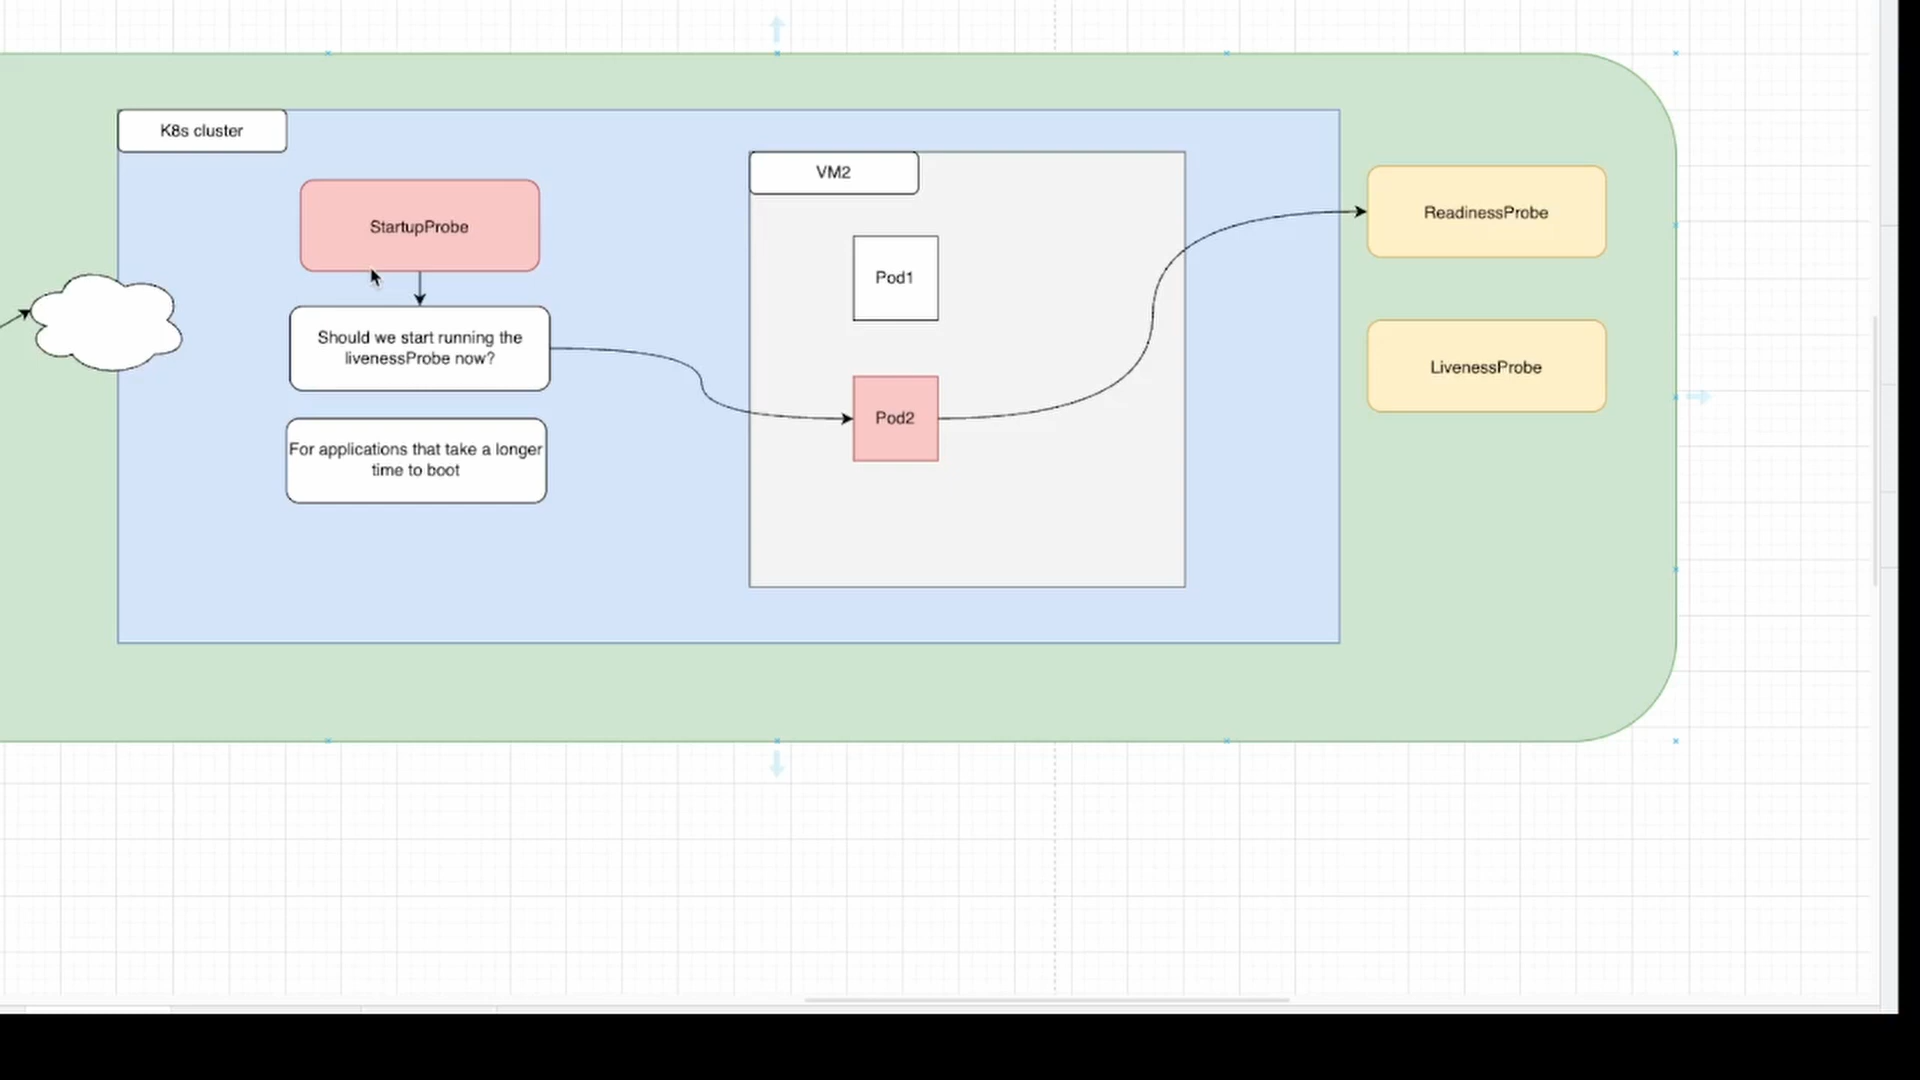 K8s cluster
StartupProbe
Should we start running the
livenessProbe now?
For applications that take a longer
time to boot
VM2
Pod1
Pod2
ReadinessProbe
LivenessProbe